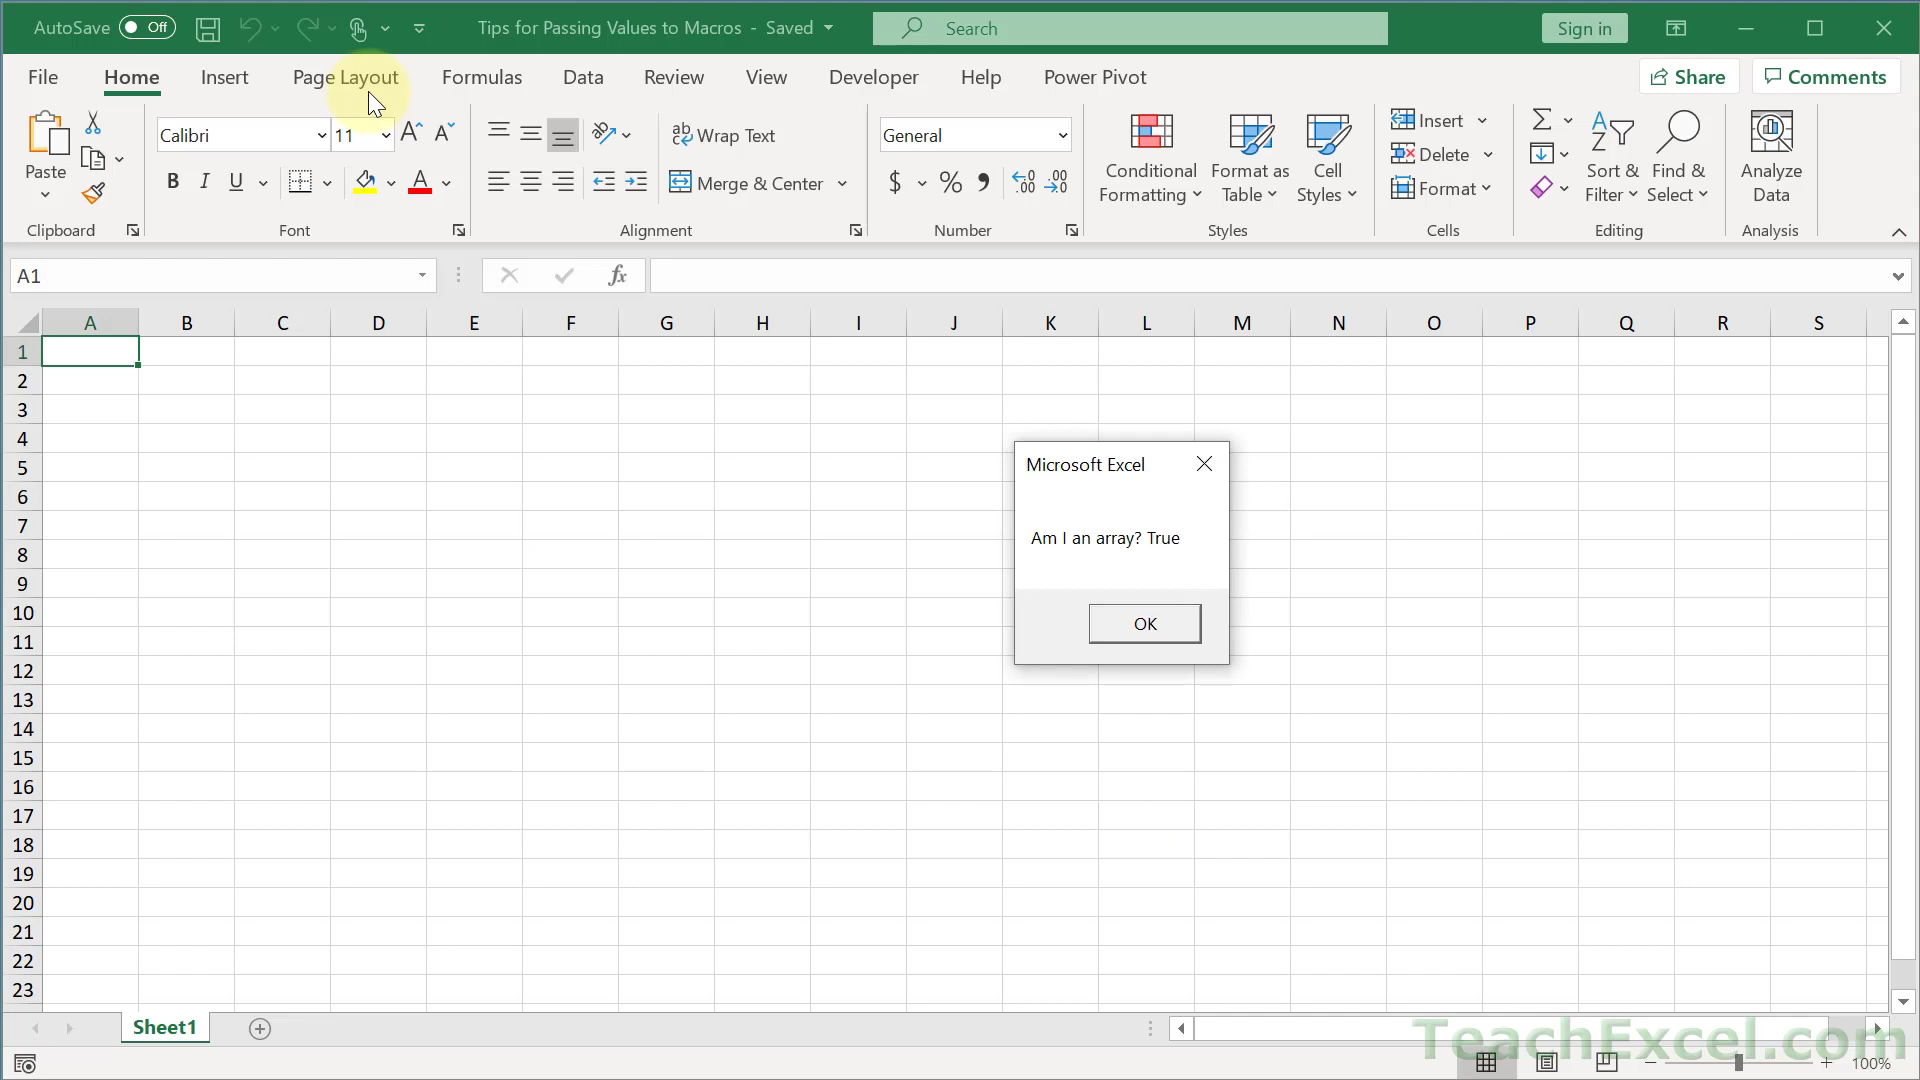 AutoSave Off Tips for Passing Values to Macros - Saved Search Sign in
File Home Insert Page Layout Formulas Data Review View Developer Help Power Pivot Share Comments
Paste
Clipboard
Calibri 11
B I U A
Font
ab Wrap Text
Merge & Center
Alignment
General
$ % ,
Number
Conditional Formatting
Format as Table
Cell Styles
Styles
Insert
Delete
Format
Cells
Sort & Filter
Find & Select
Editing
Analyze Data
Analysis
A1 fx
A B C D E F G H I J K L M N O P Q R S
1
2
3
4
5
6
7
8
9
10
11
12
13
14
15
16
17
18
19
20
21
22
23
Microsoft Excel
Am I an array? True
OK
Sheet1
TeachExcel.com
100%